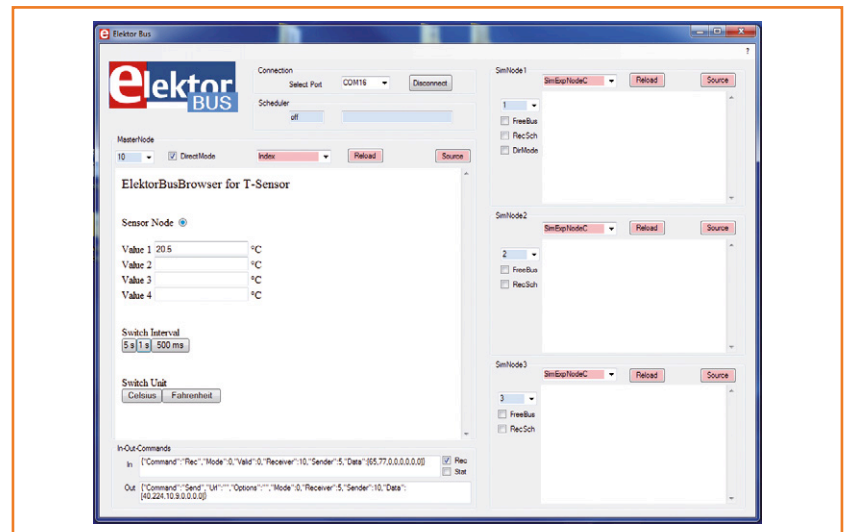 Elektor Bus
?
elektor
BUS
Connection
Select Port COM16 Disconnect
Scheduler
off
MasterNode
10 DirectMode Index Reload Source
ElektorBusBrowser for T-Sensor
Sensor Node
Value 1 20.5 °C
Value 2 °C
Value 3 °C
Value 4 °C
Switch Interval
5 s 1 s 500 ms
Switch Unit
Celsius Fahrenheit
In-Out-Commands
In {"Command":"Rec","Mode":0,"Valid":0,"Receiver":10,"Sender":5,"Data":[65,77,0,0,0,0,0,0]} Rec
Stat
Out {"Command":"Send","Url":"","Options":"","Mode":0,"Receiver":5,"Sender":10,"Data":
[40,224,10,9,0,0,0,0]}
SimNode1
SimExpNodeC Reload Source
1
FreeBus
RecSch
DirMode
SimNode2
SimExpNodeC Reload Source
2
FreeBus
RecSch
SimNode3
SimExpNodeC Reload Source
3
FreeBus
RecSch